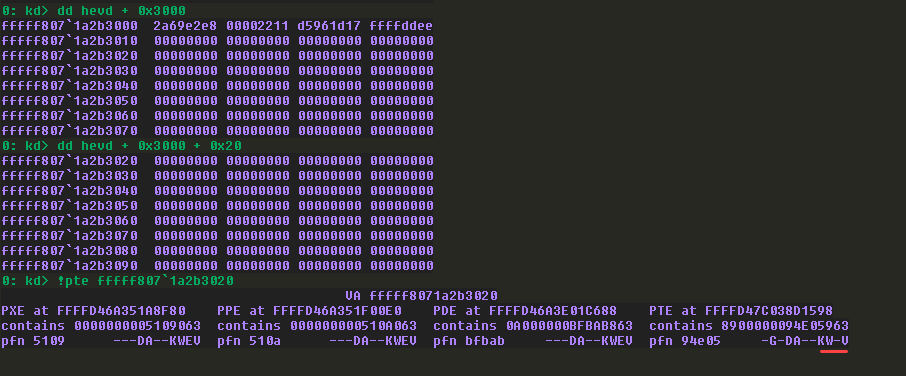 0: kd> dd hevd + 0x3000
fffff807`1a2b3000  2a69e2e8 00002211 d5961d17 ffffddee
fffff807`1a2b3010  00000000 00000000 00000000 00000000
fffff807`1a2b3020  00000000 00000000 00000000 00000000
fffff807`1a2b3030  00000000 00000000 00000000 00000000
fffff807`1a2b3040  00000000 00000000 00000000 00000000
fffff807`1a2b3050  00000000 00000000 00000000 00000000
fffff807`1a2b3060  00000000 00000000 00000000 00000000
fffff807`1a2b3070  00000000 00000000 00000000 00000000
0: kd> dd hevd + 0x3000 + 0x20
fffff807`1a2b3020  00000000 00000000 00000000 00000000
fffff807`1a2b3030  00000000 00000000 00000000 00000000
fffff807`1a2b3040  00000000 00000000 00000000 00000000
fffff807`1a2b3050  00000000 00000000 00000000 00000000
fffff807`1a2b3060  00000000 00000000 00000000 00000000
fffff807`1a2b3070  00000000 00000000 00000000 00000000
fffff807`1a2b3080  00000000 00000000 00000000 00000000
fffff807`1a2b3090  00000000 00000000 00000000 00000000
0: kd> !pte fffff807`1a2b3020
VA fffff8071a2b3020
PXE at FFFFD46A351A8F80    PPE at FFFFD46A351F00E0    PDE at FFFFD46A3E01C688    PTE at FFFFD47C038D1598
contains 0000000005109063  contains 000000000510A063  contains 0A000000BFBAB863  contains 8900000094E05963
pfn 5109      ---DA--KWEV  pfn 510a      ---DA--KWEV  pfn bfbab     ---DA--KWEV  pfn 94e05     -G-DA--KW-V